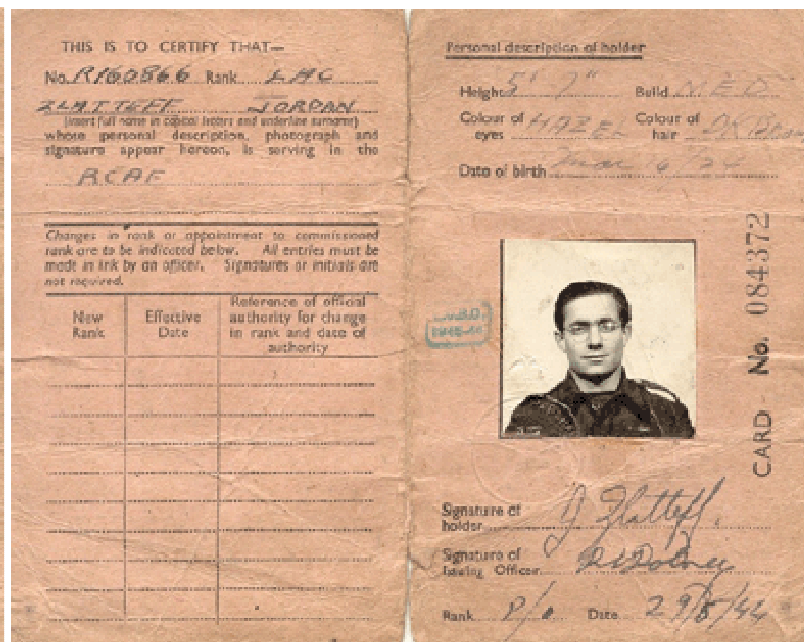 THIS IS TO CERTIFY THAT—
No. R160866 Rank LAC
ZLATTEFF JORDAN
(Insert full name in capital letters and underline surname)
whose personal description, photograph and
signature appear hereon, is serving in the
RCAF
Changes in rank or appointment to commissioned
rank are to be indicated below. All entries must be
made in ink by an officer. Signatures or initials are
not required.
New Rank
Effective Date
Reference of official authority for change in rank and date of authority
Personal description of holder
Height 5' 7" Build MED
Colour of eyes HAZEL Colour of hair DK
Date of birth Mar 16/24
CARD No. 084372
Signature of holder J Zlatteff.
Signature of Issuing Officer
Rank P/O Date 29/5/44